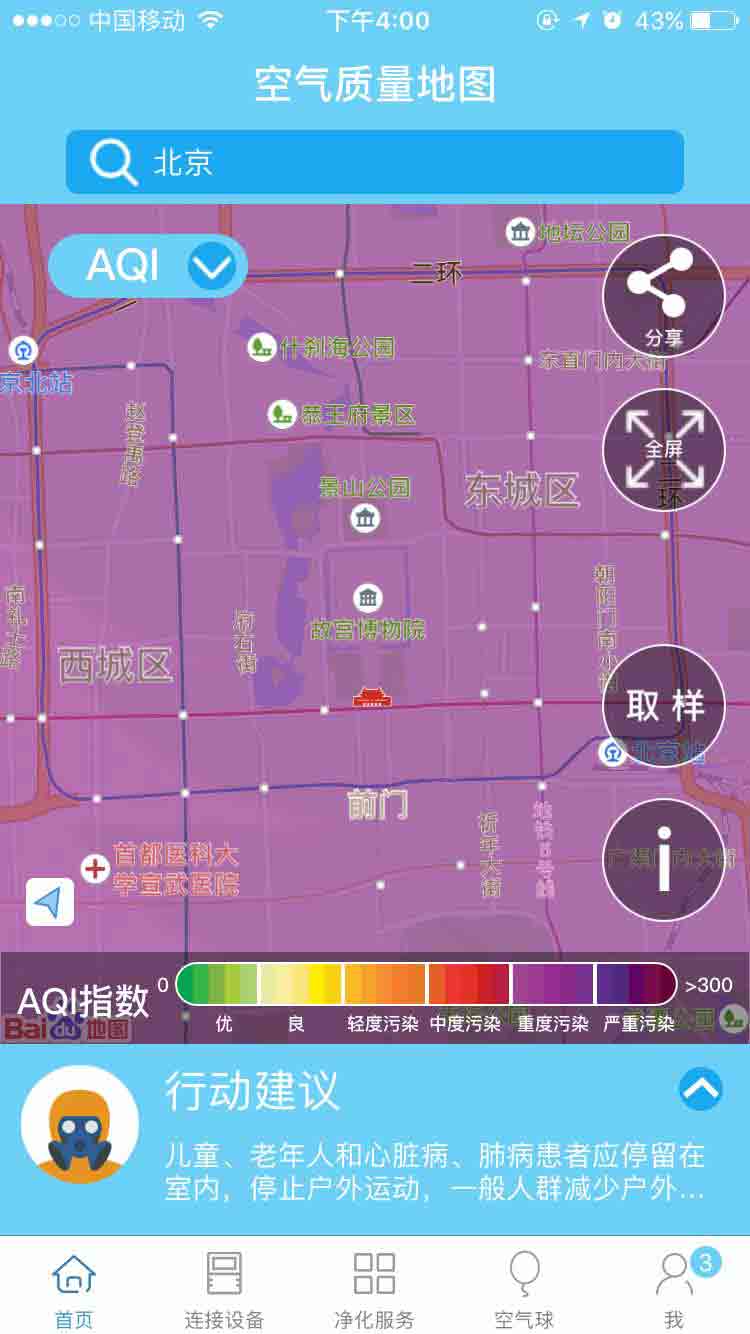 中国移动
下午4:00
43%
空气质量地图
北京
AQI
地坛公园
二环
分享
京北站
什刹海公园
东直门内大街
恭王府景区
赵登禹路
全屏
景山公园
东城区
二环
南礼士路
府右街
故宫博物院
朝阳门南小街
西城区
取样
北京站
前门
祈年大街
地铁5号线
首都医科大
学宣武医院
广渠门内大街
AQI指数
0
>300
优
良
轻度污染
中度污染
重度污染
严重污染
Bai 地图
行动建议
儿童、老年人和心脏病、肺病患者应停留在
室内，停止户外运动，一般人群减少户外...
首页
连接设备
净化服务
空气球
我
3